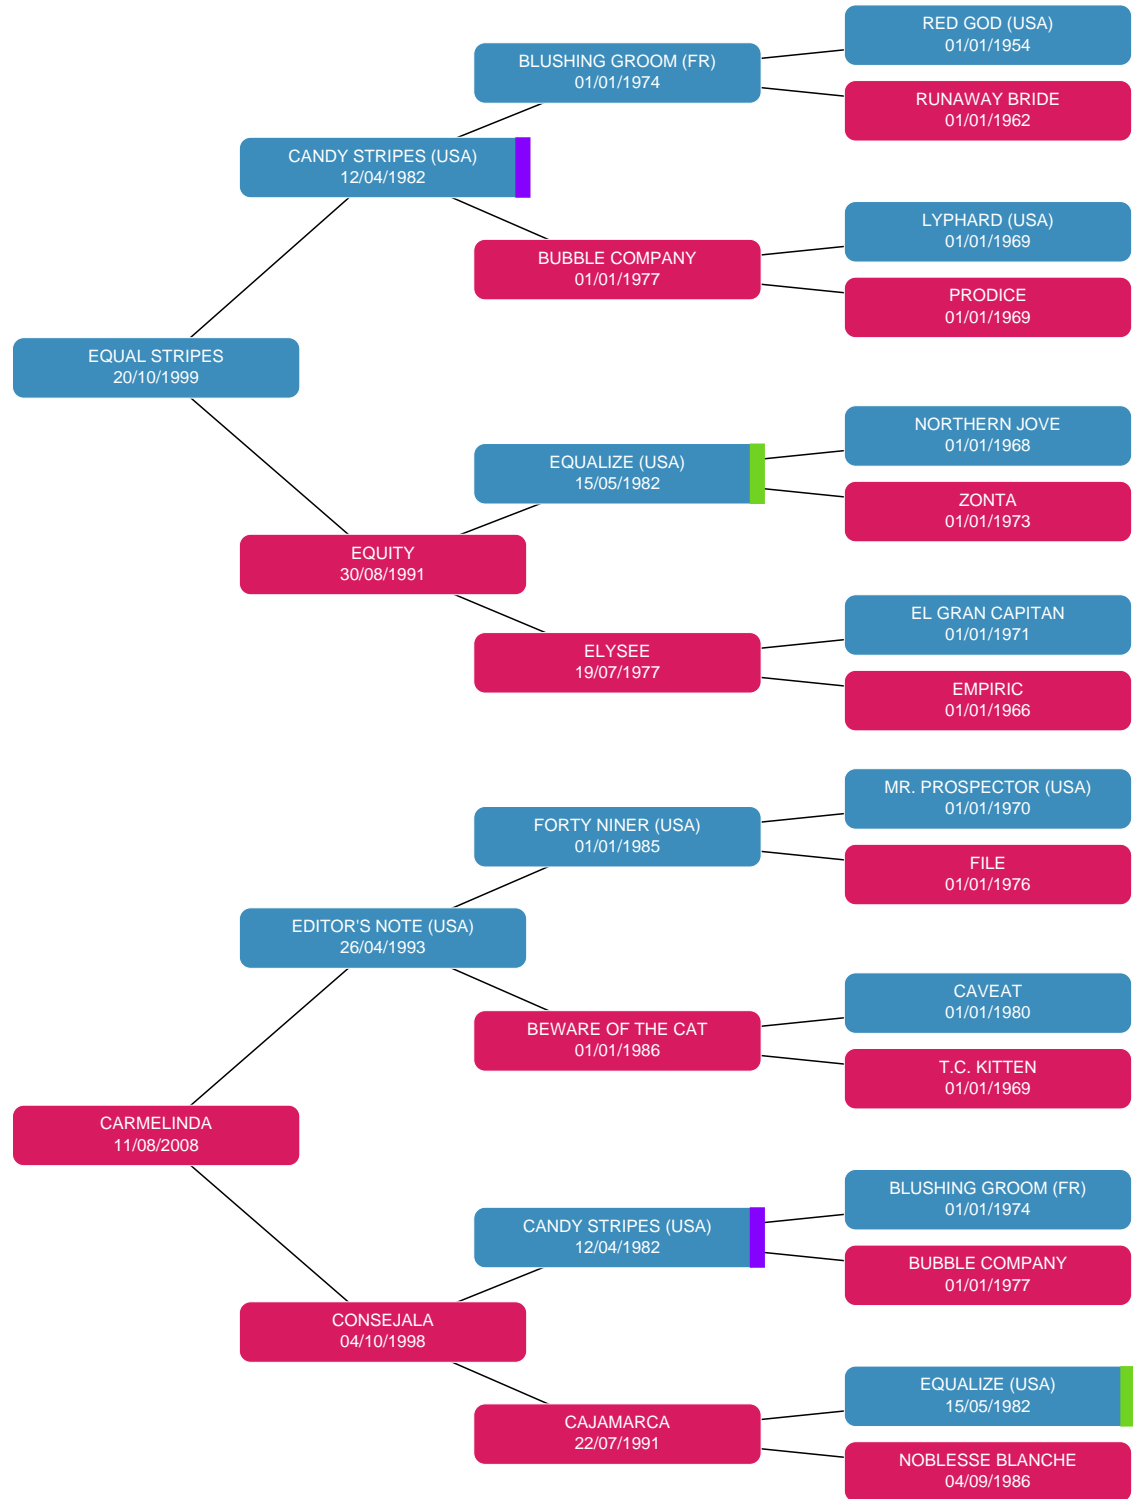 RED GOD (USA)
01/01/1954
BLUSHING GROOM (FR)
01/01/1974
RUNAWAY BRIDE
01/01/1962
CANDY STRIPES (USA)
12/04/1982
LYPHARD (USA)
01/01/1969
BUBBLE COMPANY
01/01/1977
PRODICE
01/01/1969
EQUAL STRIPES
20/10/1999
NORTHERN JOVE
01/01/1968
EQUALIZE (USA)
15/05/1982
ZONTA
01/01/1973
EQUITY
30/08/1991
EL GRAN CAPITAN
01/01/1971
ELYSEE
19/07/1977
EMPIRIC
01/01/1966
MR. PROSPECTOR (USA)
01/01/1970
FORTY NINER (USA)
01/01/1985
FILE
01/01/1976
EDITOR'S NOTE (USA)
26/04/1993
CAVEAT
01/01/1980
BEWARE OF THE CAT
01/01/1986
T.C. KITTEN
01/01/1969
CARMELINDA
11/08/2008
BLUSHING GROOM (FR)
01/01/1974
CANDY STRIPES (USA)
12/04/1982
BUBBLE COMPANY
01/01/1977
CONSEJALA
04/10/1998
EQUALIZE (USA)
15/05/1982
CAJAMARCA
22/07/1991
NOBLESSE BLANCHE
04/09/1986